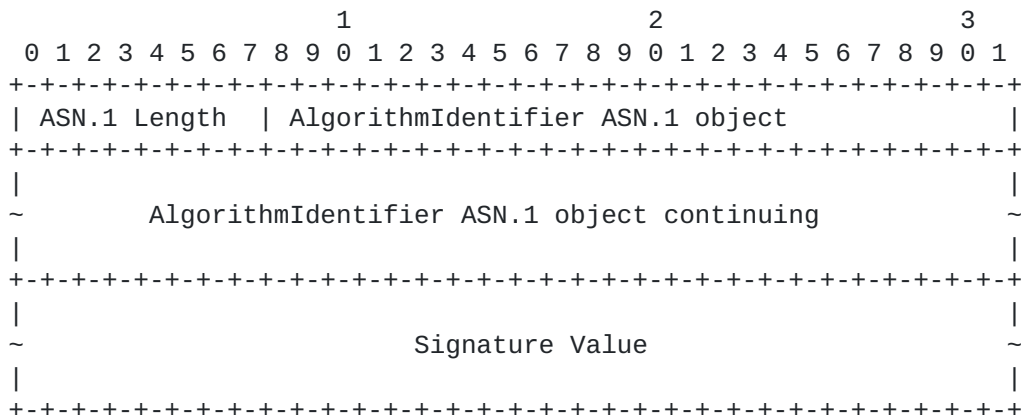 1                   2                   3
 0 1 2 3 4 5 6 7 8 9 0 1 2 3 4 5 6 7 8 9 0 1 2 3 4 5 6 7 8 9 0 1
+-+-+-+-+-+-+-+-+-+-+-+-+-+-+-+-+-+-+-+-+-+-+-+-+-+-+-+-+-+-+-+-+
| ASN.1 Length  | AlgorithmIdentifier ASN.1 object              |
+-+-+-+-+-+-+-+-+-+-+-+-+-+-+-+-+-+-+-+-+-+-+-+-+-+-+-+-+-+-+-+-+
|                                                               |
~        AlgorithmIdentifier ASN.1 object continuing            ~
|                                                               |
+-+-+-+-+-+-+-+-+-+-+-+-+-+-+-+-+-+-+-+-+-+-+-+-+-+-+-+-+-+-+-+-+
|                                                               |
~                         Signature Value                       ~
|                                                               |
+-+-+-+-+-+-+-+-+-+-+-+-+-+-+-+-+-+-+-+-+-+-+-+-+-+-+-+-+-+-+-+-+